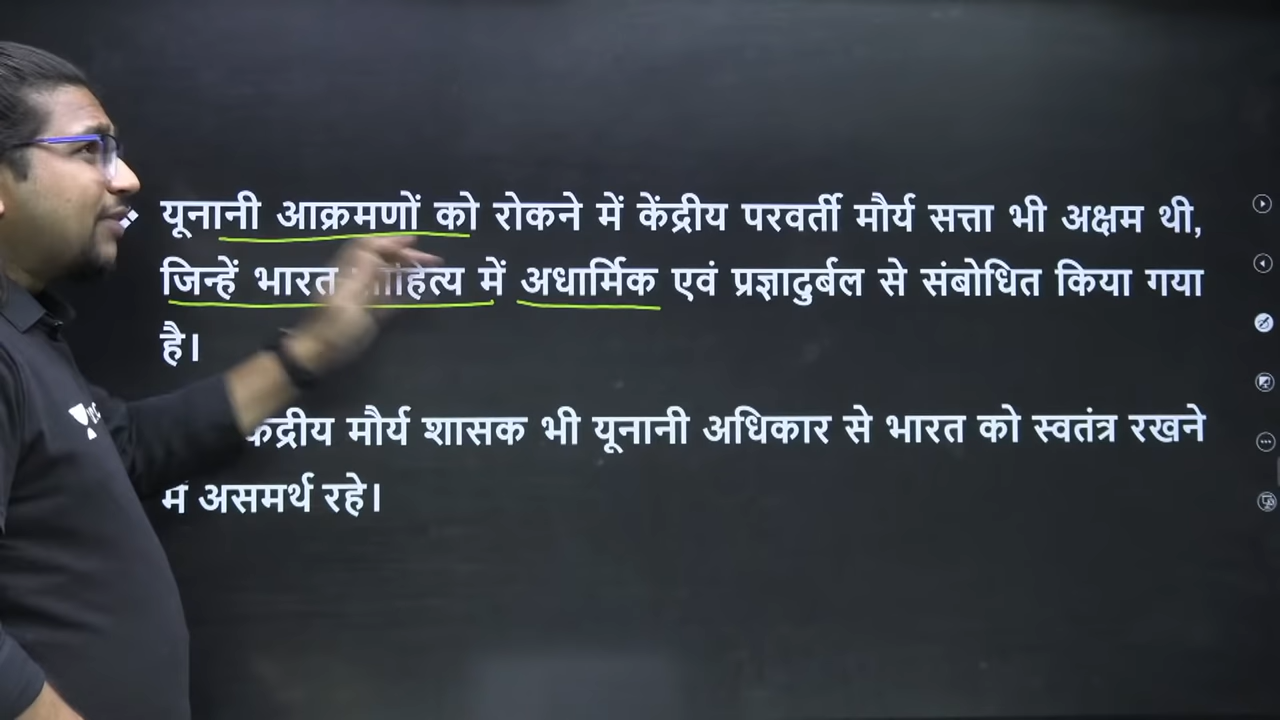 यूनानी आक्रमणों को रोकने में केंद्रीय परवर्ती मौर्य सत्ता भी अक्षम थी,
जिन्हें भारत में अधार्मिक एवं प्रज्ञादुर्बल से संबोधित किया गया
है।
मौर्य शासक भी यूनानी अधिकार से भारत को स्वतंत्र रखने
में असमर्थ रहे।